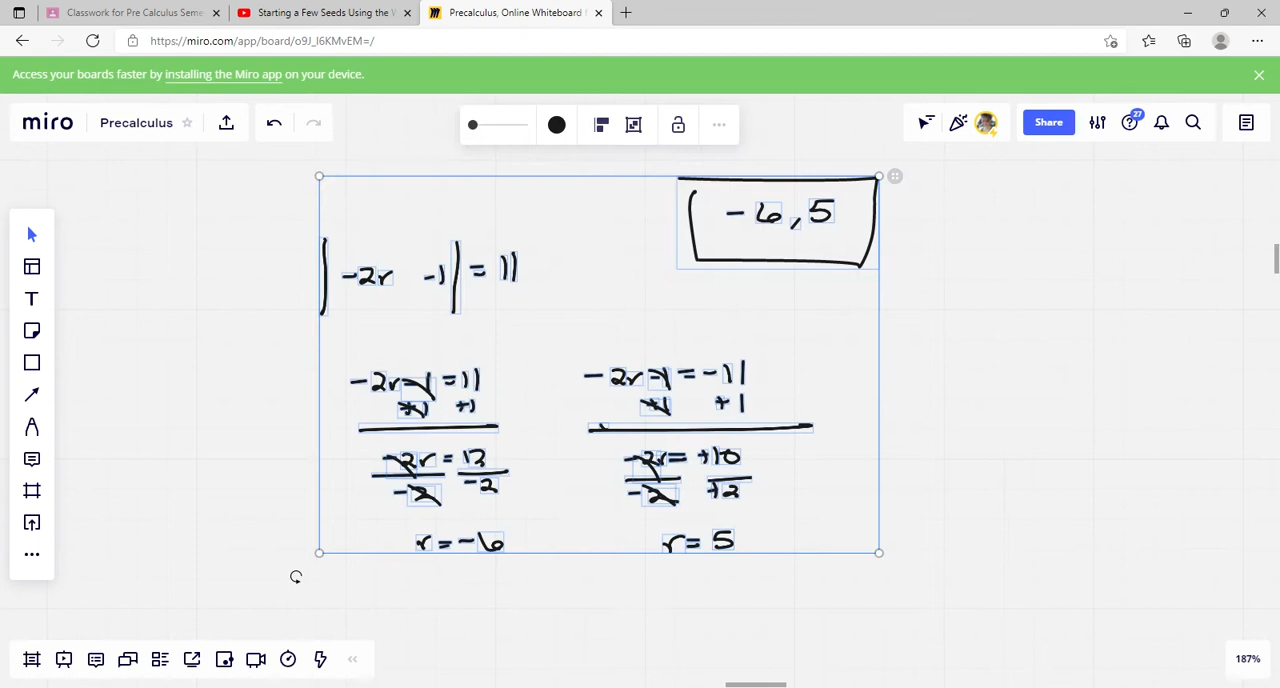 Classwork for Pre Calculus Seme
Starting a Few Seeds Using the W
Precalculus, Online Whiteboard
https://miro.com/app/board/o9J_l6KMvEM=/
Access your boards faster by installing the Miro app on your device.
miro Precalculus Share 27
-6, 5
|-2r -1| = 11
-2r-1 = 11 -2r-1 = -11
+1 +1 +1 +1
-2r = 12 -2r = +10
-2 -2 -2 +2
r = -6 r = 5
187%